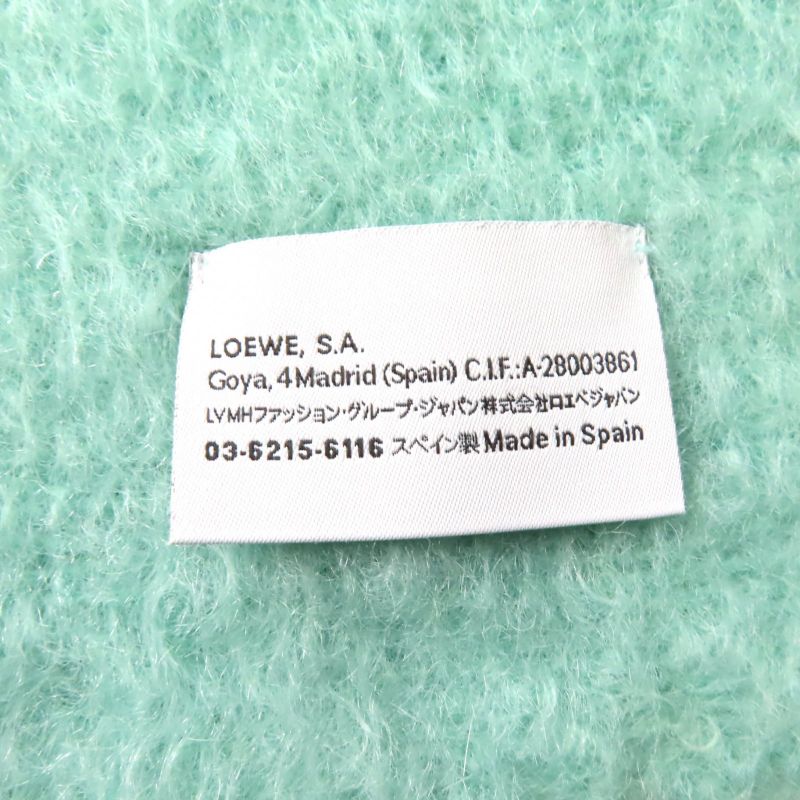 LOEWE, S.A.
Goya, 4 Madrid (Spain) C.I.F.:A-28003861
LVMHファッション・グループ・ジャパン株式会社ロエベジャパン
03-6215-6116 スペイン製 Made in Spain